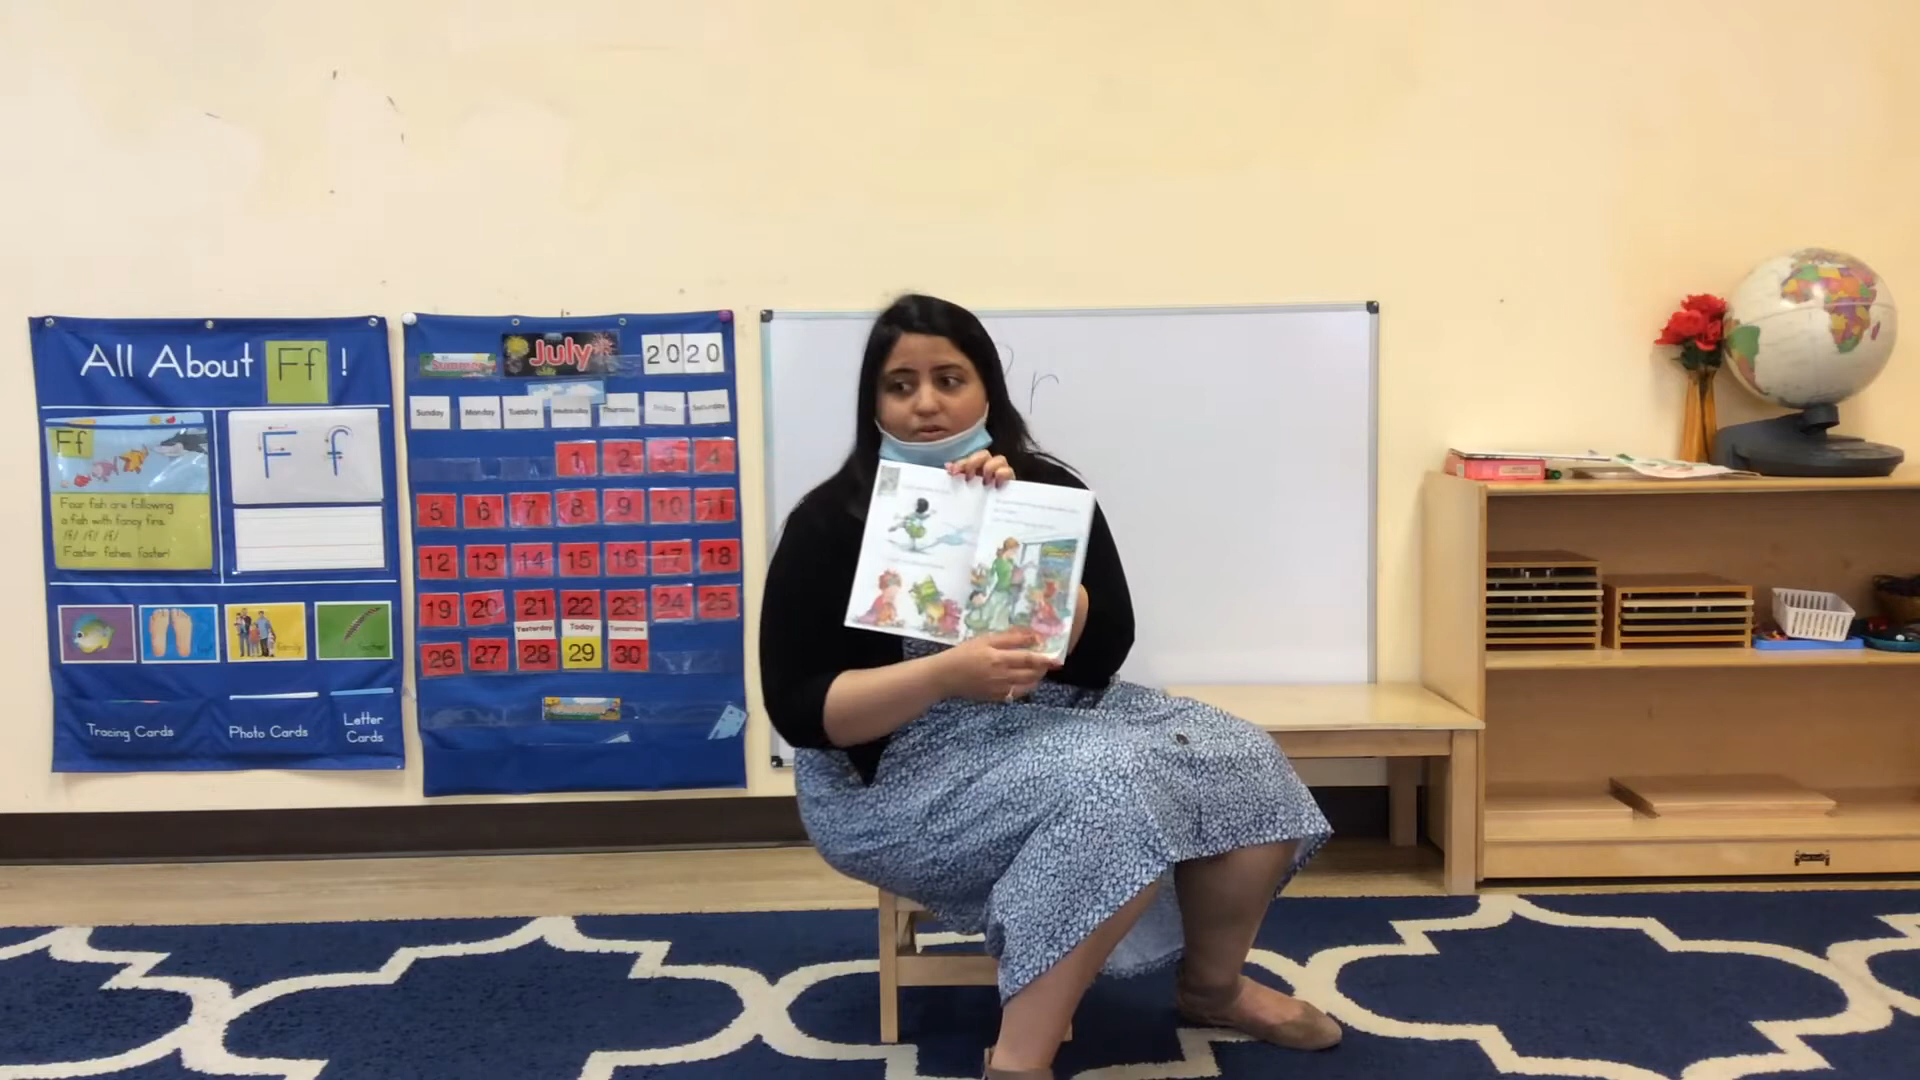 All About Ff !
Ff
Four fish are following
a fish with fancy fins.
/f/ /f/ /f/
Faster fishes, faster!
F f
family
Tracing Cards
Photo Cards
Letter
Cards
Summer
July
2020
Sunday Monday Tuesday Wednesday Thursday Friday Saturday
1 2 3 4
5 6 7 8 9 10 11
12 13 14 15 16 17 18
19 20 21 22 23 24 25
Yesterday Today Tomorrow
26 27 28 29 30
r